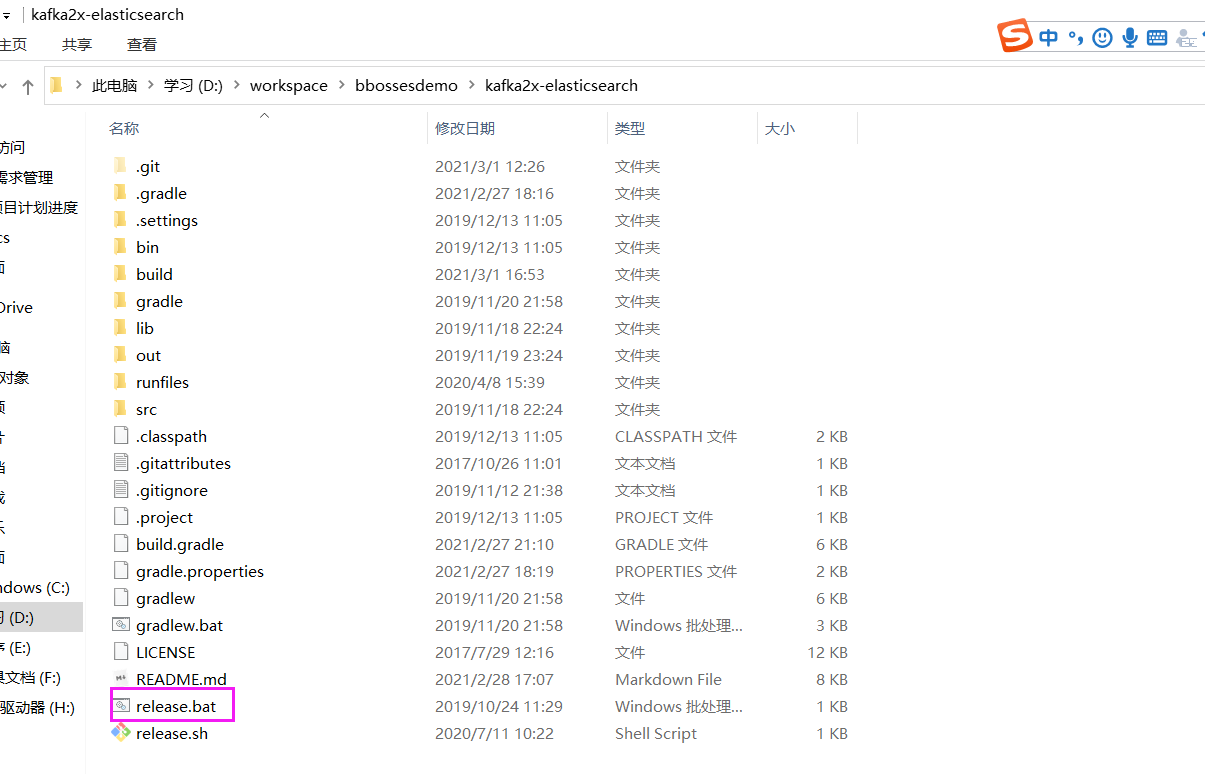 kafka2x-elasticsearch
主页 共享 查看
中
此电脑 学习 (D:) workspace bbossesdemo kafka2x-elasticsearch
名称 修改日期 类型 大小
访问
需求管理
项目计划进度
cs
面
Drive
脑
对象
频
片
档
载
乐
面
ndows (C:)
习 (D:)
序 (E:)
具文档 (F:)
驱动器 (H:)
.git 2021/3/1 12:26 文件夹
.gradle 2021/2/27 18:16 文件夹
.settings 2019/12/13 11:05 文件夹
bin 2019/12/13 11:05 文件夹
build 2021/3/1 16:53 文件夹
gradle 2019/11/20 21:58 文件夹
lib 2019/11/18 22:24 文件夹
out 2019/11/19 23:24 文件夹
runfiles 2020/4/8 15:39 文件夹
src 2019/11/18 22:24 文件夹
.classpath 2019/12/13 11:05 CLASSPATH 文件 2 KB
.gitattributes 2017/10/26 11:01 文本文档 1 KB
.gitignore 2019/11/12 21:38 文本文档 1 KB
.project 2019/12/13 11:05 PROJECT 文件 1 KB
build.gradle 2021/2/27 21:10 GRADLE 文件 6 KB
gradle.properties 2021/2/27 18:19 PROPERTIES 文件 2 KB
gradlew 2019/11/20 21:58 文件 6 KB
gradlew.bat 2019/11/20 21:58 Windows 批处理... 3 KB
LICENSE 2017/7/29 12:16 文件 12 KB
README.md 2021/2/28 17:07 Markdown File 8 KB
release.bat 2019/10/24 11:29 Windows 批处理... 1 KB
release.sh 2020/7/11 10:22 Shell Script 1 KB